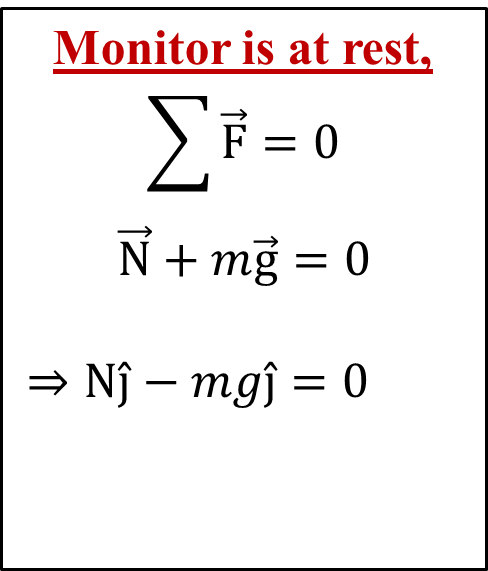 Monitor is at rest,
∑ F⃗ = 0
N⃗ + mg⃗ = 0
⇒ Nĵ − mgĵ = 0